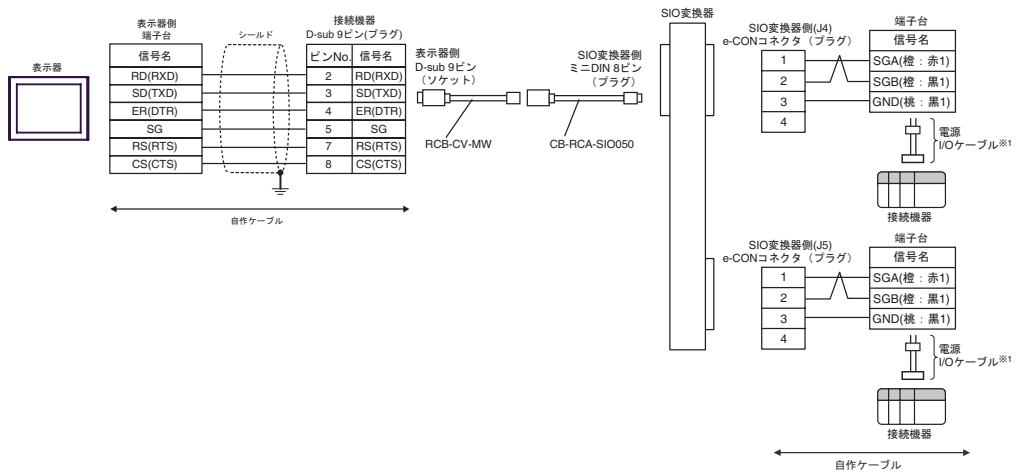 表示器
表示器側
端子台
信号名
RD(RXD)
SD(TXD)
ER(DTR)
SG
RS(RTS)
CS(CTS)
シールド
接続機器
D-sub 9ピン(プラグ)
ピンNo. 信号名
2 RD(RXD)
3 SD(TXD)
4 ER(DTR)
5 SG
7 RS(RTS)
8 CS(CTS)
自作ケーブル
表示器側
D-sub 9ピン
(ソケット)
RCB-CV-MW
SIO変換器側
ミニDIN 8ピン
(プラグ)
CB-RCA-SIO050
SIO変換器
SIO変換器側(J4)
e-CONコネクタ(プラグ)
1
2
3
4
端子台
信号名
SGA(橙:赤1)
SGB(橙:黒1)
GND(桃:黒1)
電源
I/Oケーブル※1
接続機器
SIO変換器側(J5)
e-CONコネクタ(プラグ)
1
2
3
4
端子台
信号名
SGA(橙:赤1)
SGB(橙:黒1)
GND(桃:黒1)
電源
I/Oケーブル※1
接続機器
自作ケーブル